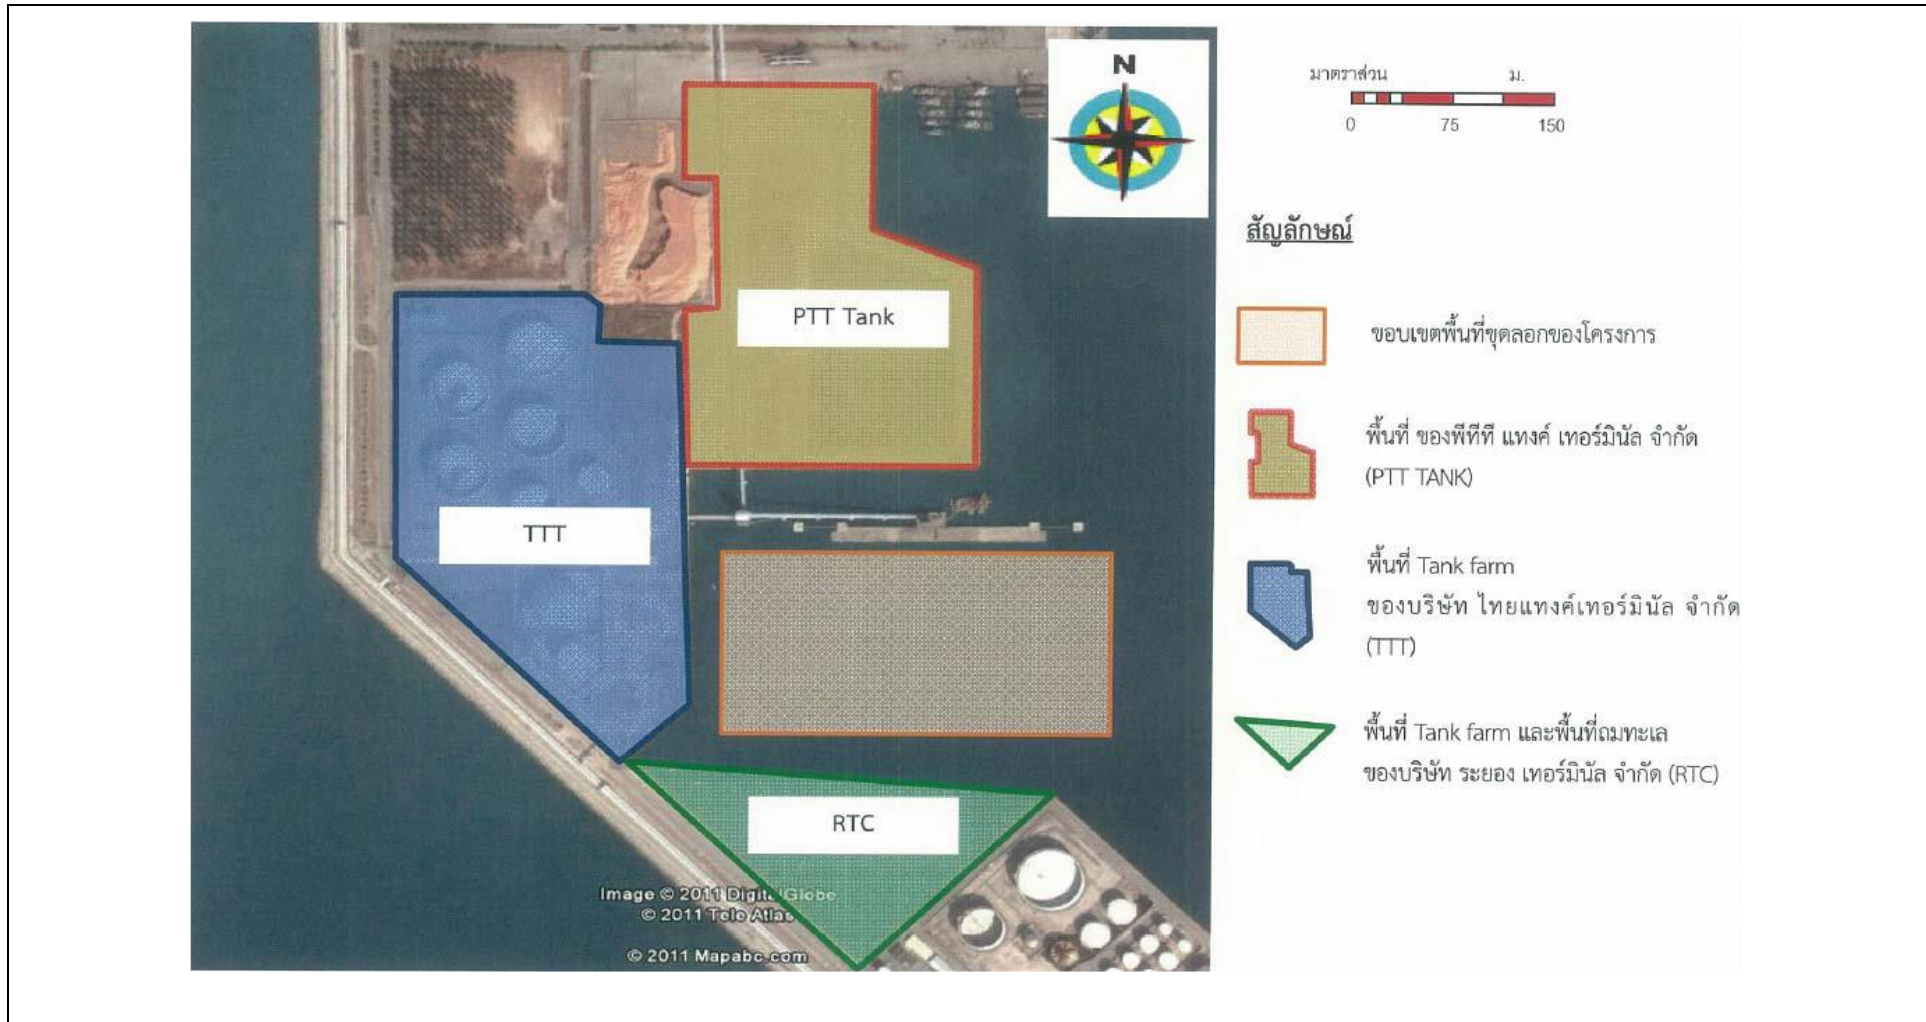 N
มาตราส่วน ม.
0 75 150
สัญลักษณ์
PTT Tank
ขอบเขตพื้นที่ขุดลอกของโครงการ
พื้นที่ ของพีทีที แทงค์ เทอร์มินัล จำกัด
(PTT TANK)
TTT
พื้นที่ Tank farm
ของบริษัท ไทยแทงค์เทอร์มินัล จำกัด
(TTT)
พื้นที่ Tank farm และพื้นที่ถมทะเล
ของบริษัท ระยอง เทอร์มินัล จำกัด (RTC)
RTC
Image © 2011 DigitalGlobe
© 2011 Tele Atlas
© 2011 Mapabc.com